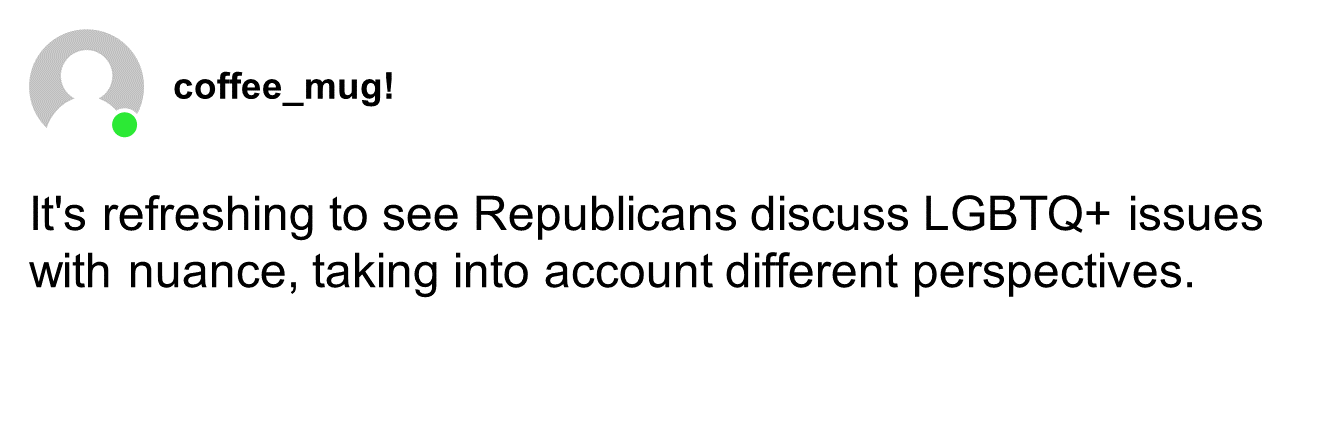 coffee_mug!
It's refreshing to see Republicans discuss LGBTQ+ issues
with nuance, taking into account different perspectives.